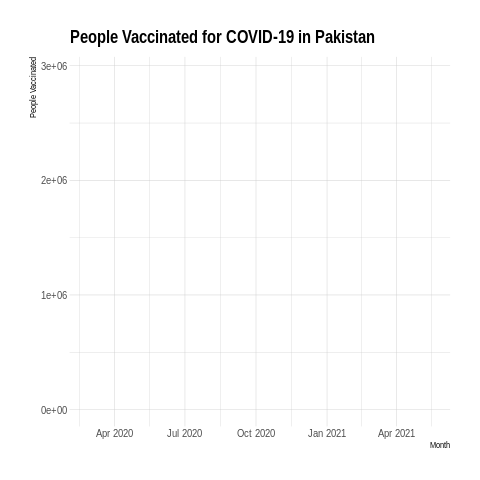 People Vaccinated for COVID-19 in Pakistan
People Vaccinated
3e+06
2e+06
1e+06
0e+00
Apr 2020 Jul 2020 Oct 2020 Jan 2021 Apr 2021
Month